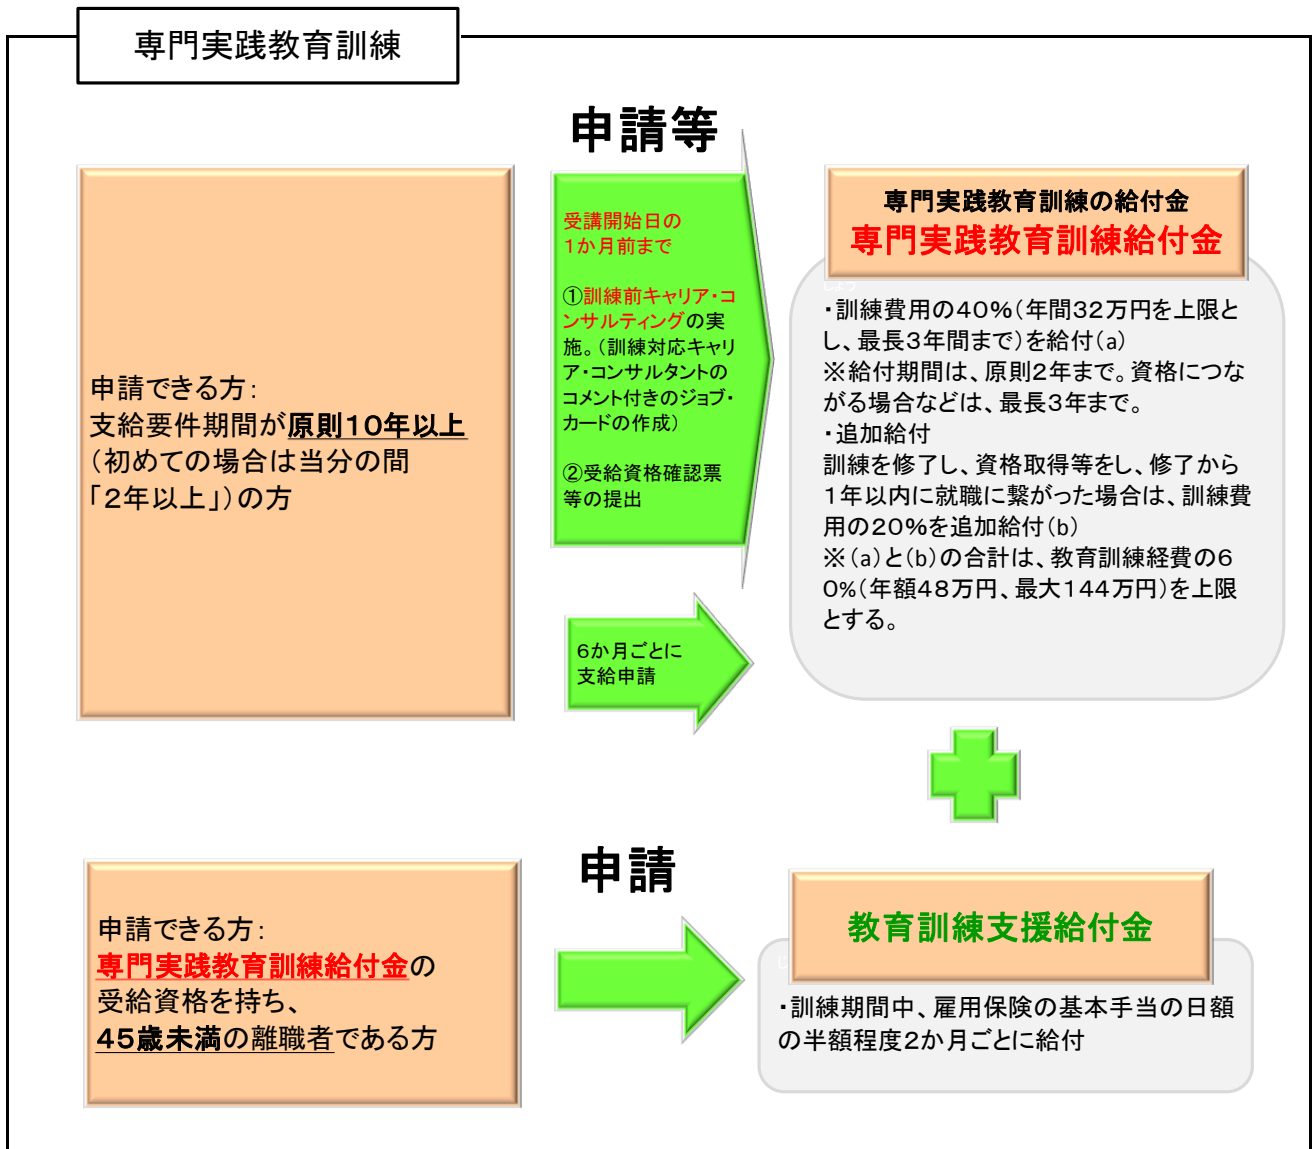 専門実践教育訓練
申請等
申請できる方：
支給要件期間が原則１０年以上
（初めての場合は当分の間
「２年以上」）の方
受講開始日の
１か月前まで
①訓練前キャリア・コ
ンサルティングの実
施。（訓練対応キャリ
ア・コンサルタントの
コメント付きのジョブ・
カードの作成）
②受給資格確認票
等の提出
６か月ごとに
支給申請
専門実践教育訓練の給付金
専門実践教育訓練給付金
しょう
・訓練費用の４０％（年間３２万円を上限と
し、最長３年間まで）を給付（a）
※給付期間は、原則２年まで。資格につな
がる場合などは、最長３年まで。
・追加給付
訓練を修了し、資格取得等をし、修了から
１年以内に就職に繋がった場合は、訓練費
用の２０％を追加給付（b）
※（a）と（b）の合計は、教育訓練経費の６
０％（年額４８万円、最大１４４万円）を上限
とする。
申請
申請できる方：
専門実践教育訓練給付金の
受給資格を持ち、
４５歳未満の離職者である方
教育訓練支援給付金
・訓練期間中、雇用保険の基本手当の日額
の半額程度２か月ごとに給付